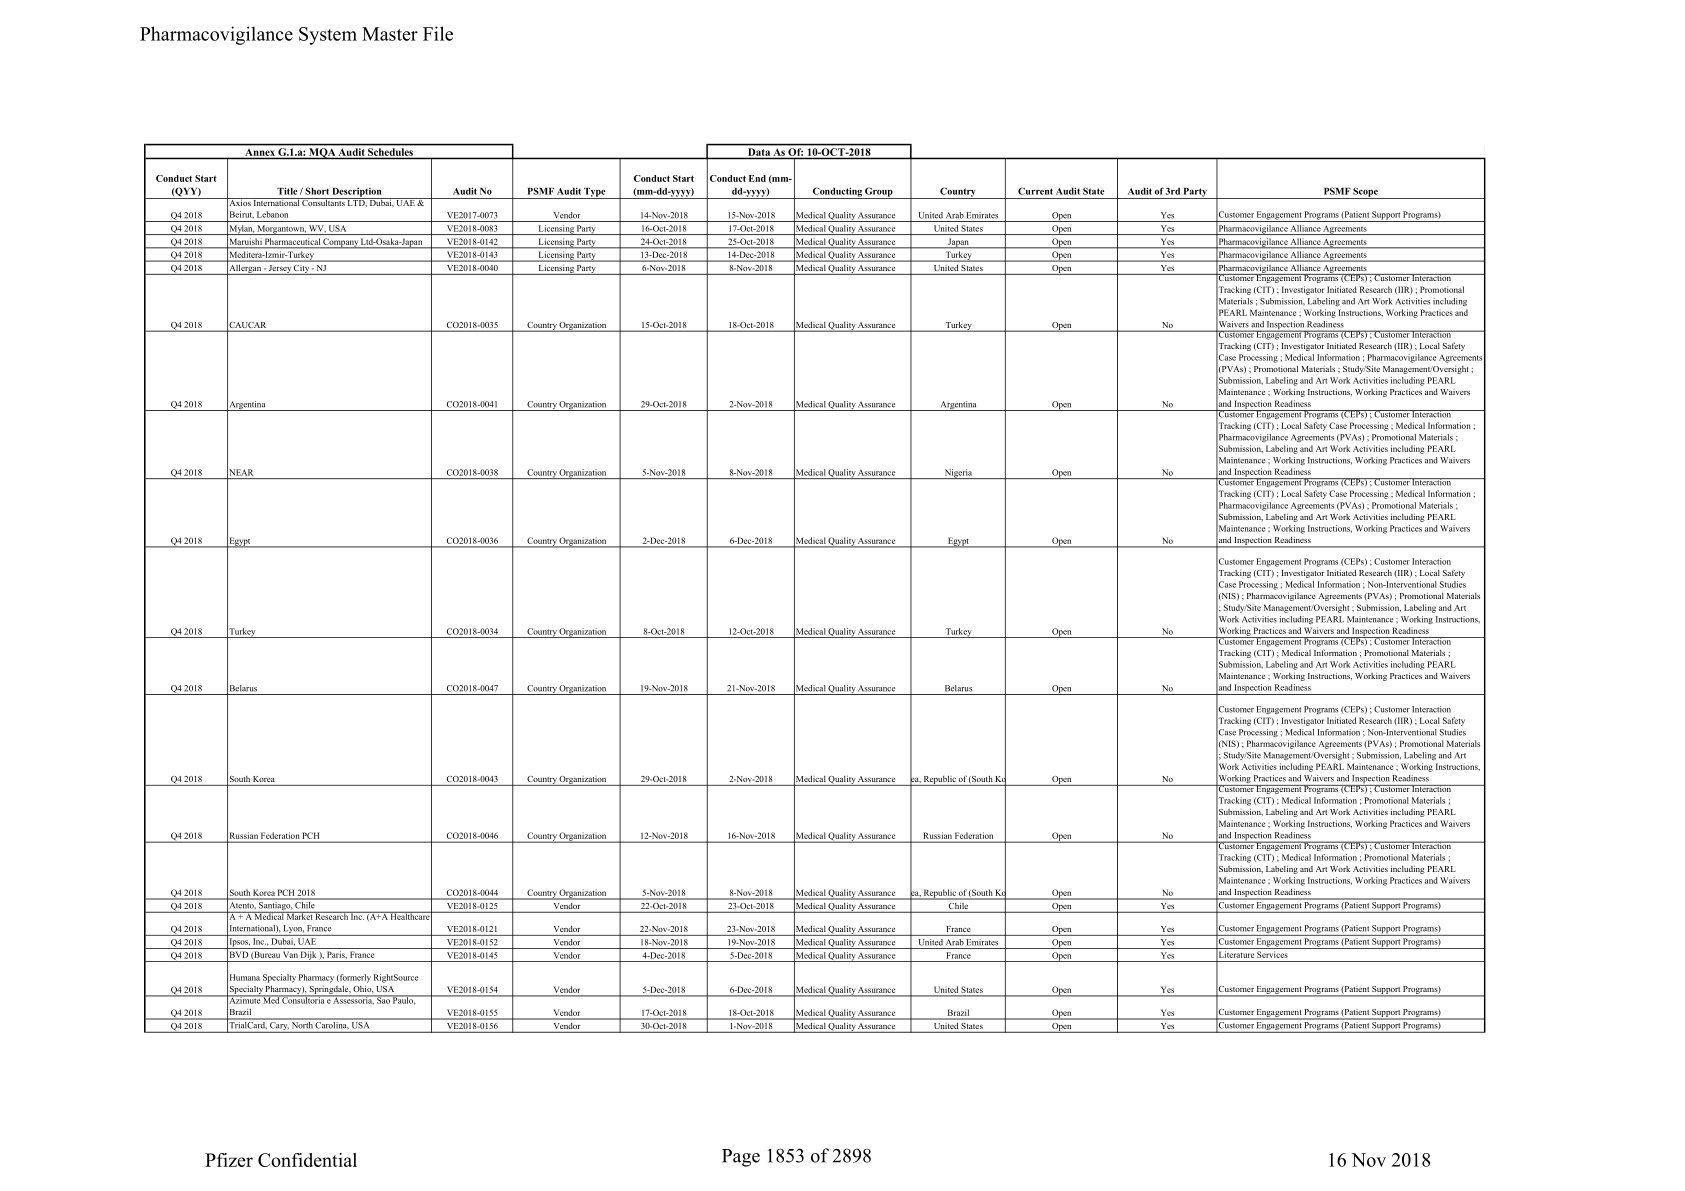 Pharmacovigilance System Master File
Annex G.1.a: MQA Audit Schedules
Data As Of: 10-OCT-2018
Conduct Start (QYY) Title / Short Description Audit No PSMF Audit Type Conduct Start (mm-dd-yyyy) Conduct End (mm-dd-yyyy) Conducting Group Country Current Audit State Audit of 3rd Party PSMF Scope
Axios International Consultants LTD, Dubai, UAE &
Q4 2018 Beirut, Lebanon VE2017-0073 Vendor 14-Nov-2018 15-Nov-2018 Medical Quality Assurance United Arab Emirates Open Yes Customer Engagement Programs (Patient Support Programs)
Q4 2018 Mylan, Morgantown, WV, USA VE2018-0083 Licensing Party 16-Oct-2018 17-Oct-2018 Medical Quality Assurance United States Open Yes Pharmacovigilance Alliance Agreements
Q4 2018 Maruishi Pharmaceutical Company Ltd-Osaka-Japan VE2018-0142 Licensing Party 24-Oct-2018 25-Oct-2018 Medical Quality Assurance Japan Open Yes Pharmacovigilance Alliance Agreements
Q4 2018 Meditera-Izmir-Turkey VE2018-0143 Licensing Party 13-Dec-2018 14-Dec-2018 Medical Quality Assurance Turkey Open Yes Pharmacovigilance Alliance Agreements
Q4 2018 Allergan - Jersey City - NJ VE2018-0040 Licensing Party 6-Nov-2018 8-Nov-2018 Medical Quality Assurance United States Open Yes Pharmacovigilance Alliance Agreements
Customer Engagement Programs (CEPs) ; Customer Interaction
Tracking (CIT) ; Investigator Initiated Research (IIR) ; Promotional
Materials ; Submission, Labeling and Art Work Activities including
PEARL Maintenance ; Working Instructions, Working Practices and
Q4 2018 CAUCAR CO2018-0035 Country Organization 15-Oct-2018 18-Oct-2018 Medical Quality Assurance Turkey Open No Waivers and Inspection Readiness
Customer Engagement Programs (CEPs) ; Customer Interaction
Tracking (CIT) ; Investigator Initiated Research (IIR) ; Local Safety
Case Processing ; Medical Information ; Pharmacovigilance Agreements
(PVAs) ; Promotional Materials ; Study/Site Management/Oversight ;
Submission, Labeling and Art Work Activities including PEARL
Maintenance ; Working Instructions, Working Practices and Waivers
Q4 2018 Argentina CO2018-0041 Country Organization 29-Oct-2018 2-Nov-2018 Medical Quality Assurance Argentina Open No and Inspection Readiness
Customer Engagement Programs (CEPs) ; Customer Interaction
Tracking (CIT) ; Local Safety Case Processing ; Medical Information ;
Pharmacovigilance Agreements (PVAs) ; Promotional Materials ;
Submission, Labeling and Art Work Activities including PEARL
Maintenance ; Working Instructions, Working Practices and Waivers
Q4 2018 NEAR CO2018-0038 Country Organization 5-Nov-2018 8-Nov-2018 Medical Quality Assurance Nigeria Open No and Inspection Readiness
Customer Engagement Programs (CEPs) ; Customer Interaction
Tracking (CIT) ; Local Safety Case Processing ; Medical Information ;
Pharmacovigilance Agreements (PVAs) ; Promotional Materials ;
Submission, Labeling and Art Work Activities including PEARL
Maintenance ; Working Instructions, Working Practices and Waivers
Q4 2018 Egypt CO2018-0036 Country Organization 2-Dec-2018 6-Dec-2018 Medical Quality Assurance Egypt Open No and Inspection Readiness
Customer Engagement Programs (CEPs) ; Customer Interaction
Tracking (CIT) ; Investigator Initiated Research (IIR) ; Local Safety
Case Processing ; Medical Information ; Non-Interventional Studies
(NIS) ; Pharmacovigilance Agreements (PVAs) ; Promotional Materials
; Study/Site Management/Oversight ; Submission, Labeling and Art
Work Activities including PEARL Maintenance ; Working Instructions,
Q4 2018 Turkey CO2018-0034 Country Organization 8-Oct-2018 12-Oct-2018 Medical Quality Assurance Turkey Open No Working Practices and Waivers and Inspection Readiness
Customer Engagement Programs (CEPs) ; Customer Interaction
Tracking (CIT) ; Medical Information ; Promotional Materials ;
Submission, Labeling and Art Work Activities including PEARL
Maintenance ; Working Instructions, Working Practices and Waivers
Q4 2018 Belarus CO2018-0047 Country Organization 19-Nov-2018 21-Nov-2018 Medical Quality Assurance Belarus Open No and Inspection Readiness
Customer Engagement Programs (CEPs) ; Customer Interaction
Tracking (CIT) ; Investigator Initiated Research (IIR) ; Local Safety
Case Processing ; Medical Information ; Non-Interventional Studies
(NIS) ; Pharmacovigilance Agreements (PVAs) ; Promotional Materials
; Study/Site Management/Oversight ; Submission, Labeling and Art
Work Activities including PEARL Maintenance ; Working Instructions,
Q4 2018 South Korea CO2018-0043 Country Organization 29-Oct-2018 2-Nov-2018 Medical Quality Assurance ea, Republic of (South Ko Open No Working Practices and Waivers and Inspection Readiness
Customer Engagement Programs (CEPs) ; Customer Interaction
Tracking (CIT) ; Medical Information ; Promotional Materials ;
Submission, Labeling and Art Work Activities including PEARL
Maintenance ; Working Instructions, Working Practices and Waivers
Q4 2018 Russian Federation PCH CO2018-0046 Country Organization 12-Nov-2018 16-Nov-2018 Medical Quality Assurance Russian Federation Open No and Inspection Readiness
Customer Engagement Programs (CEPs) ; Customer Interaction
Tracking (CIT) ; Medical Information ; Promotional Materials ;
Submission, Labeling and Art Work Activities including PEARL
Maintenance ; Working Instructions, Working Practices and Waivers
Q4 2018 South Korea PCH 2018 CO2018-0044 Country Organization 5-Nov-2018 8-Nov-2018 Medical Quality Assurance ea, Republic of (South Ko Open No and Inspection Readiness
Q4 2018 Atento, Santiago, Chile VE2018-0125 Vendor 22-Oct-2018 23-Oct-2018 Medical Quality Assurance Chile Open Yes Customer Engagement Programs (Patient Support Programs)
A + A Medical Market Research Inc. (A+A Healthcare
Q4 2018 International), Lyon, France VE2018-0121 Vendor 22-Nov-2018 23-Nov-2018 Medical Quality Assurance France Open Yes Customer Engagement Programs (Patient Support Programs)
Q4 2018 Ipsos, Inc., Dubai, UAE VE2018-0152 Vendor 18-Nov-2018 19-Nov-2018 Medical Quality Assurance United Arab Emirates Open Yes Customer Engagement Programs (Patient Support Programs)
Q4 2018 BVD (Bureau Van Dijk ), Paris, France VE2018-0145 Vendor 4-Dec-2018 5-Dec-2018 Medical Quality Assurance France Open Yes Literature Services
Humana Specialty Pharmacy (formerly RightSource
Q4 2018 Specialty Pharmacy), Springdale, Ohio, USA VE2018-0154 Vendor 5-Dec-2018 6-Dec-2018 Medical Quality Assurance United States Open Yes Customer Engagement Programs (Patient Support Programs)
Azimute Med Consultoria e Assessoria, Sao Paulo,
Q4 2018 Brazil VE2018-0155 Vendor 17-Oct-2018 18-Oct-2018 Medical Quality Assurance Brazil Open Yes Customer Engagement Programs (Patient Support Programs)
Q4 2018 TrialCard, Cary, North Carolina, USA VE2018-0156 Vendor 30-Oct-2018 1-Nov-2018 Medical Quality Assurance United States Open Yes Customer Engagement Programs (Patient Support Programs)
Pfizer Confidential
Page 1853 of 2898
16 Nov 2018